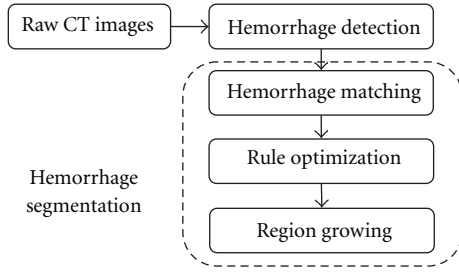 Raw CT images
Hemorrhage detection
Hemorrhage matching
Rule optimization
Hemorrhage
segmentation
Region growing